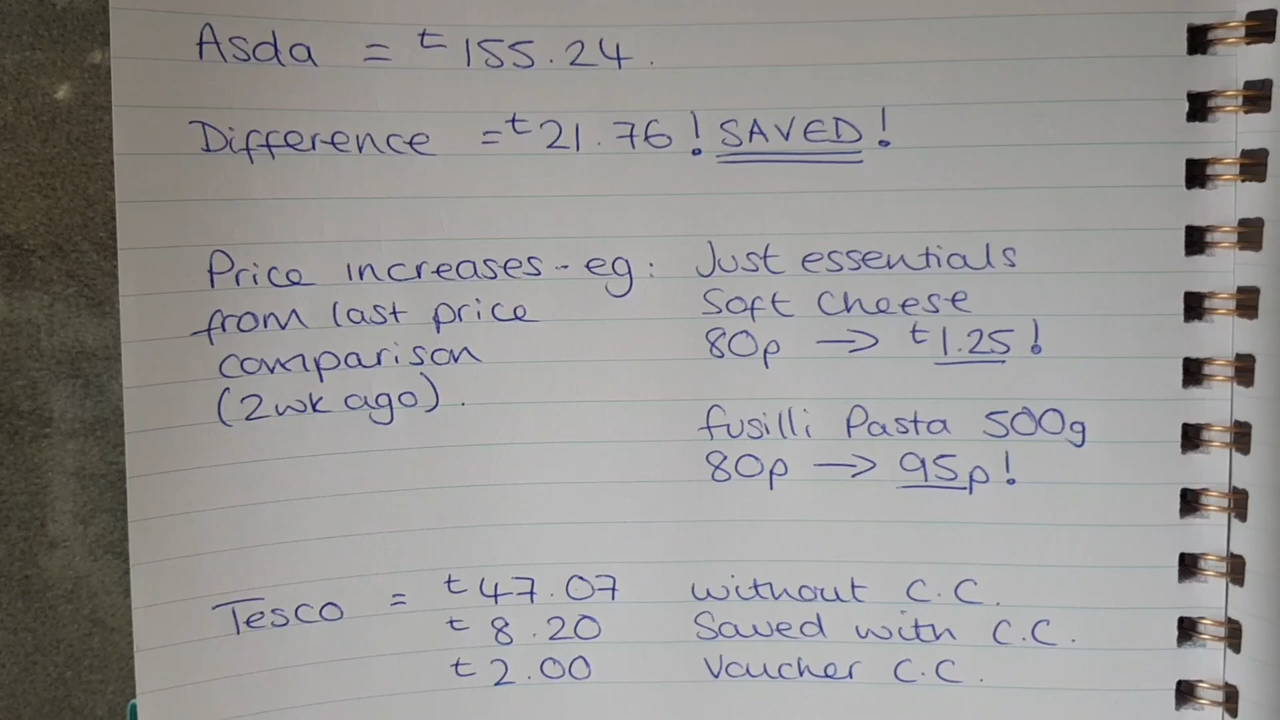 Asda = £155.24.
Difference = £21.76! SAVED!
Price increases - eg:
from last price
comparison
(2wk ago).
Just essentials
Soft Cheese
80p → £1.25!
fusilli Pasta 500g
80p → 95p!
Tesco = £47.07 without C.C.
£8.20 Saved with C.C.
£2.00 Voucher C.C.